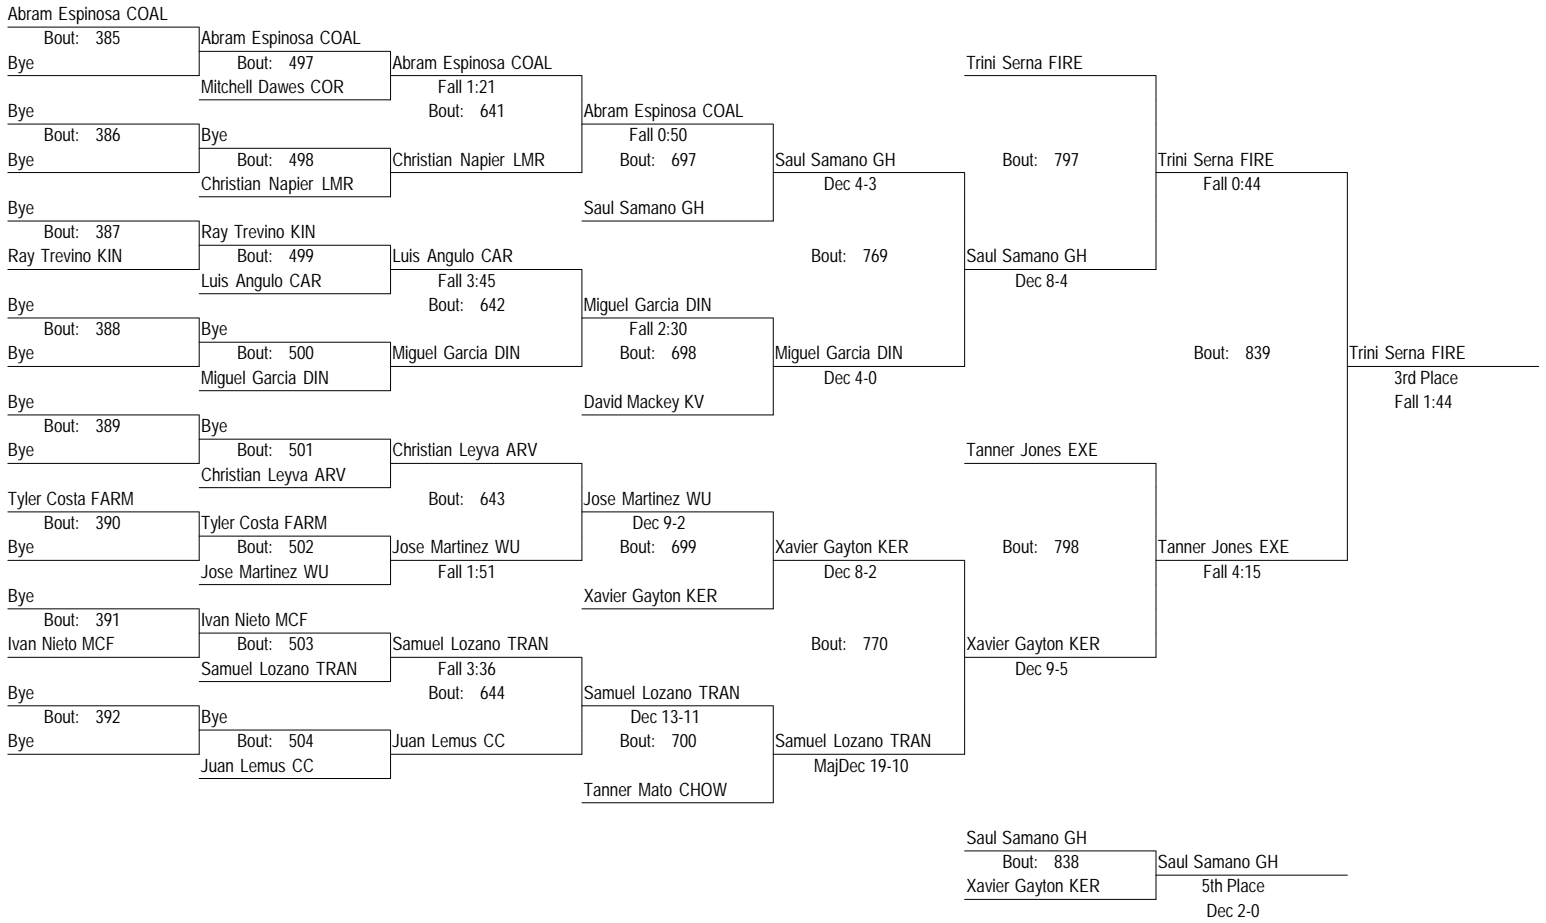 Abram Espinosa COAL
Bout: 385
Abram Espinosa COAL
Bye
Bout: 497
Abram Espinosa COAL
Trini Serna FIRE
Mitchell Dawes COR
Fall 1:21
Bye
Bout: 641
Abram Espinosa COAL
Bout: 386
Bye
Fall 0:50
Bye
Bout: 498
Christian Napier LMR
Bout: 697
Saul Samano GH
Bout: 797
Trini Serna FIRE
Christian Napier LMR
Dec 4-3
Fall 0:44
Bye
Saul Samano GH
Bout: 387
Ray Trevino KIN
Ray Trevino KIN
Bout: 499
Luis Angulo CAR
Bout: 769
Saul Samano GH
Luis Angulo CAR
Fall 3:45
Dec 8-4
Bye
Bout: 642
Miguel Garcia DIN
Bout: 388
Bye
Fall 2:30
Bye
Bout: 500
Miguel Garcia DIN
Bout: 698
Miguel Garcia DIN
Bout: 839
Trini Serna FIRE
Miguel Garcia DIN
Dec 4-0
3rd Place
Bye
David Mackey KV
Fall 1:44
Bout: 389
Bye
Bye
Bout: 501
Christian Leyva ARV
Tanner Jones EXE
Christian Leyva ARV
Tyler Costa FARM
Bout: 643
Jose Martinez WU
Bout: 390
Tyler Costa FARM
Dec 9-2
Bye
Bout: 502
Jose Martinez WU
Bout: 699
Xavier Gayton KER
Bout: 798
Tanner Jones EXE
Jose Martinez WU
Fall 1:51
Dec 8-2
Fall 4:15
Bye
Xavier Gayton KER
Bout: 391
Ivan Nieto MCF
Ivan Nieto MCF
Bout: 503
Samuel Lozano TRAN
Bout: 770
Xavier Gayton KER
Samuel Lozano TRAN
Fall 3:36
Dec 9-5
Bye
Bout: 644
Samuel Lozano TRAN
Bout: 392
Bye
Dec 13-11
Bye
Bout: 504
Juan Lemus CC
Bout: 700
Samuel Lozano TRAN
Juan Lemus CC
MajDec 19-10
Tanner Mato CHOW
Saul Samano GH
Bout: 838
Saul Samano GH
Xavier Gayton KER
5th Place
Dec 2-0